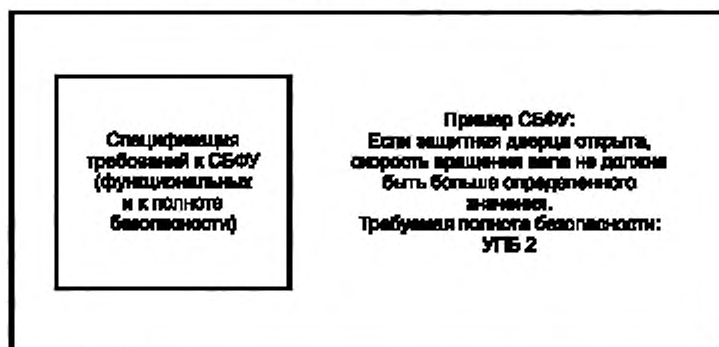 Спецификация
требований к СБФУ
(функциональных
и к полноте
безопасности)
Пример СБФУ:
Если защитная дверца открыта,
скорость вращения вала не должна
быть больше определенного
значения.
Требуемая полнота безопасности:
УПБ 2